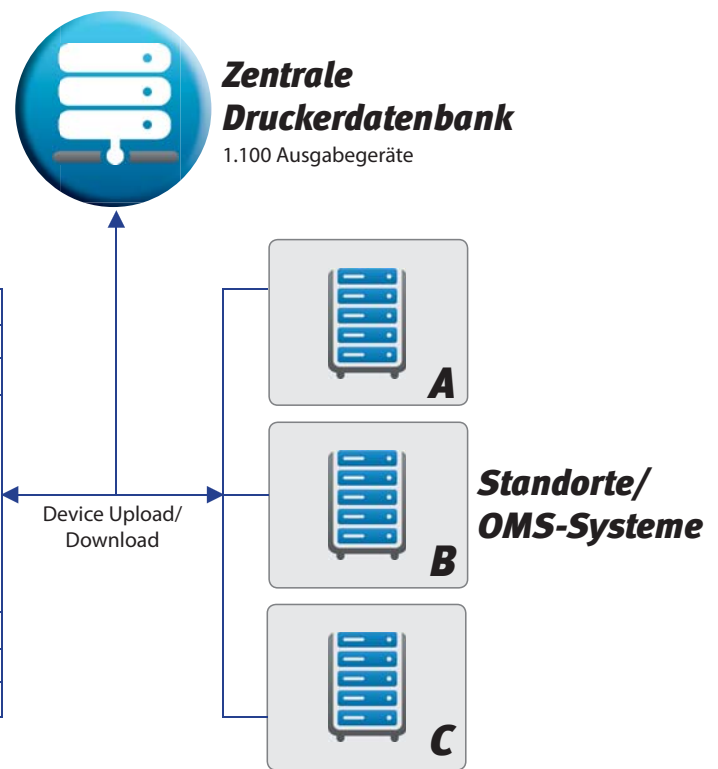 Zentrale
Druckerdatenbank
1.100 Ausgabegeräte
A
Device Upload/
Download
B
Standorte/
OMS-Systeme
C